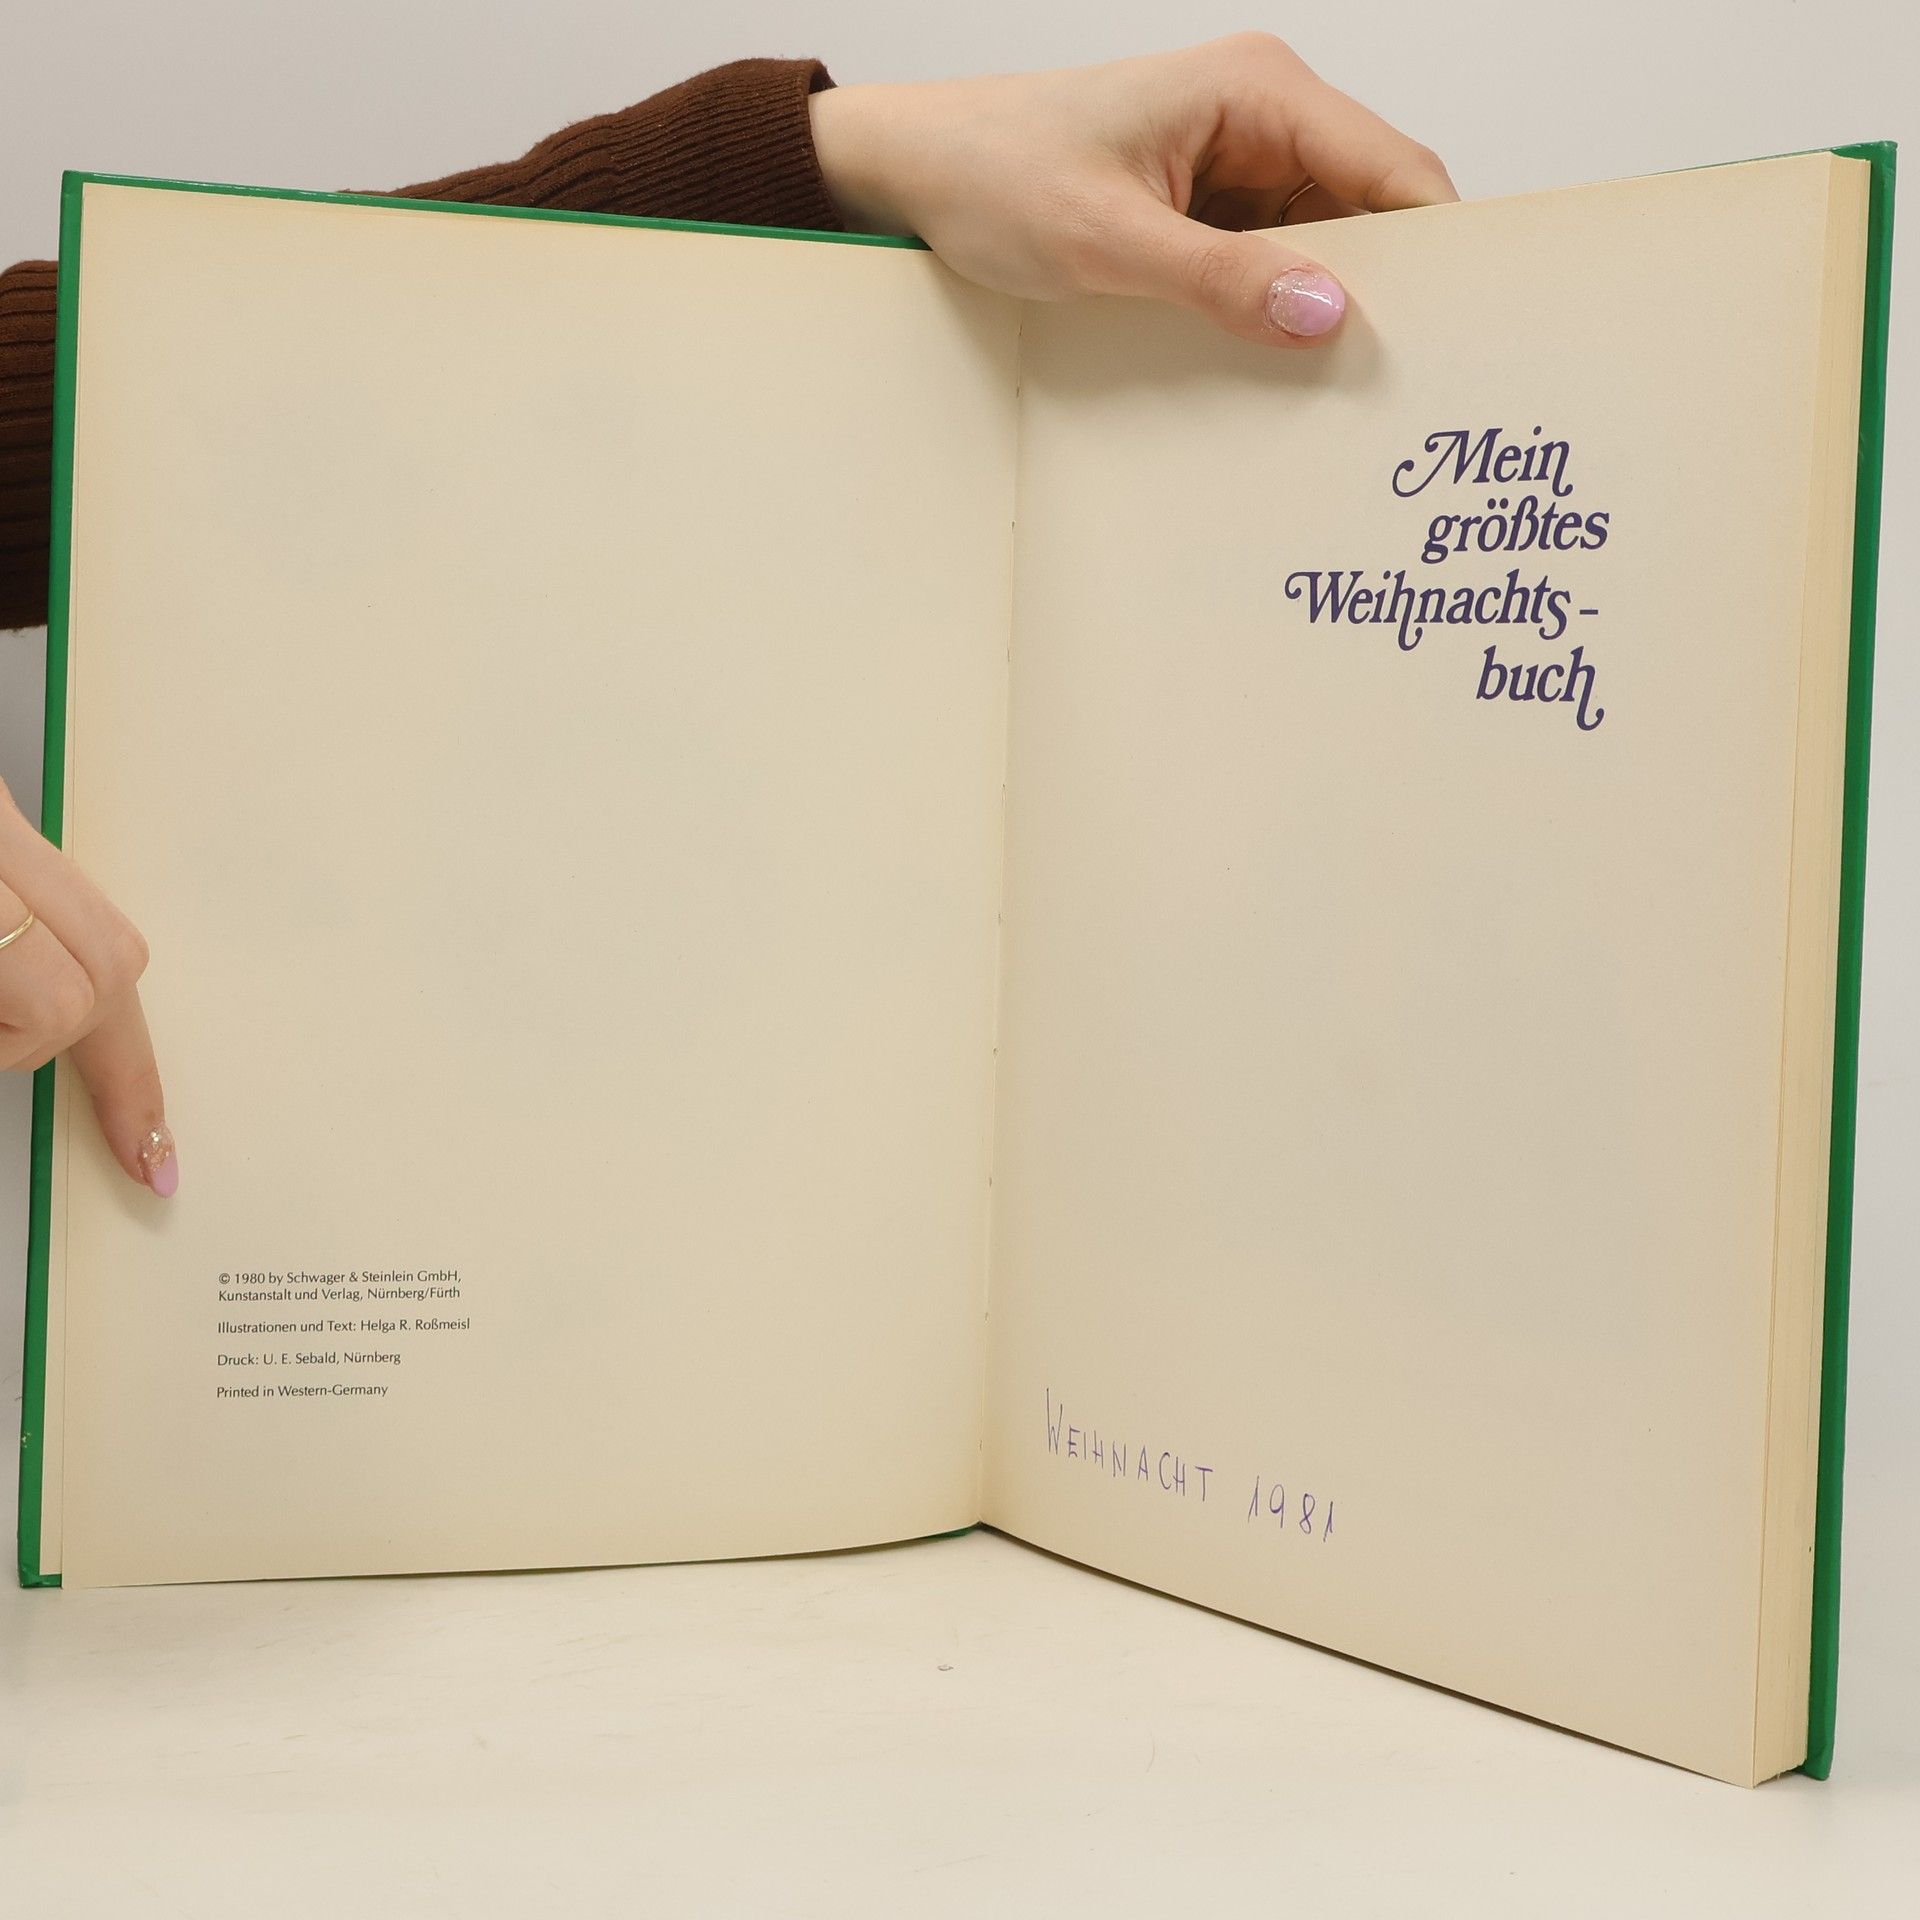 © 1980 by Schwager & Steinlein GmbH,
Kunstanstalt und Verlag, Nürnberg/Fürth
Illustrationen und Text: Helga R. Roßmeisl
Druck: U. E. Sebald, Nürnberg
Printed in Western-Germany
Mein
größtes
Weihnachts-
buch
WEIHNACHT 1981